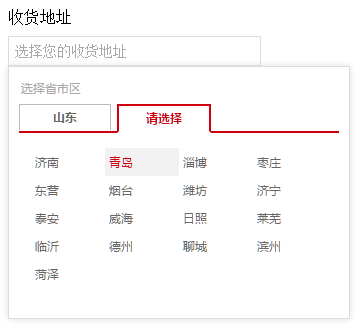 收货地址
选择您的收货地址
选择省市区
山东 请选择
济南 青岛 淄博 枣庄
东营 烟台 潍坊 济宁
泰安 威海 日照 莱芜
临沂 德州 聊城 滨州
菏泽